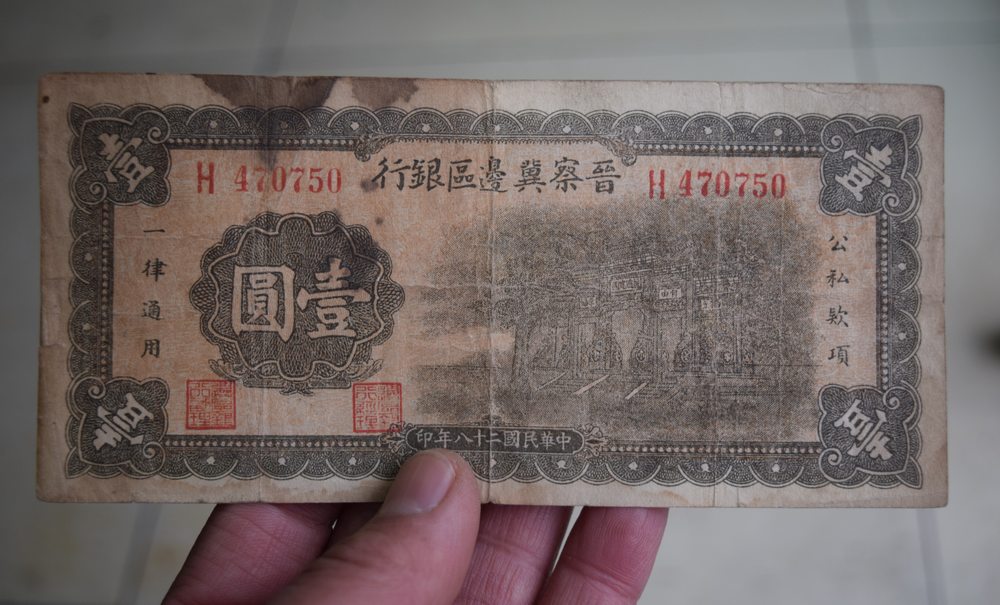 壹
壹
晉察冀邊區銀行
H 470750
H 470750
公私欵項
壹圓
一律通用
中華民國二十八年印
壹
壹